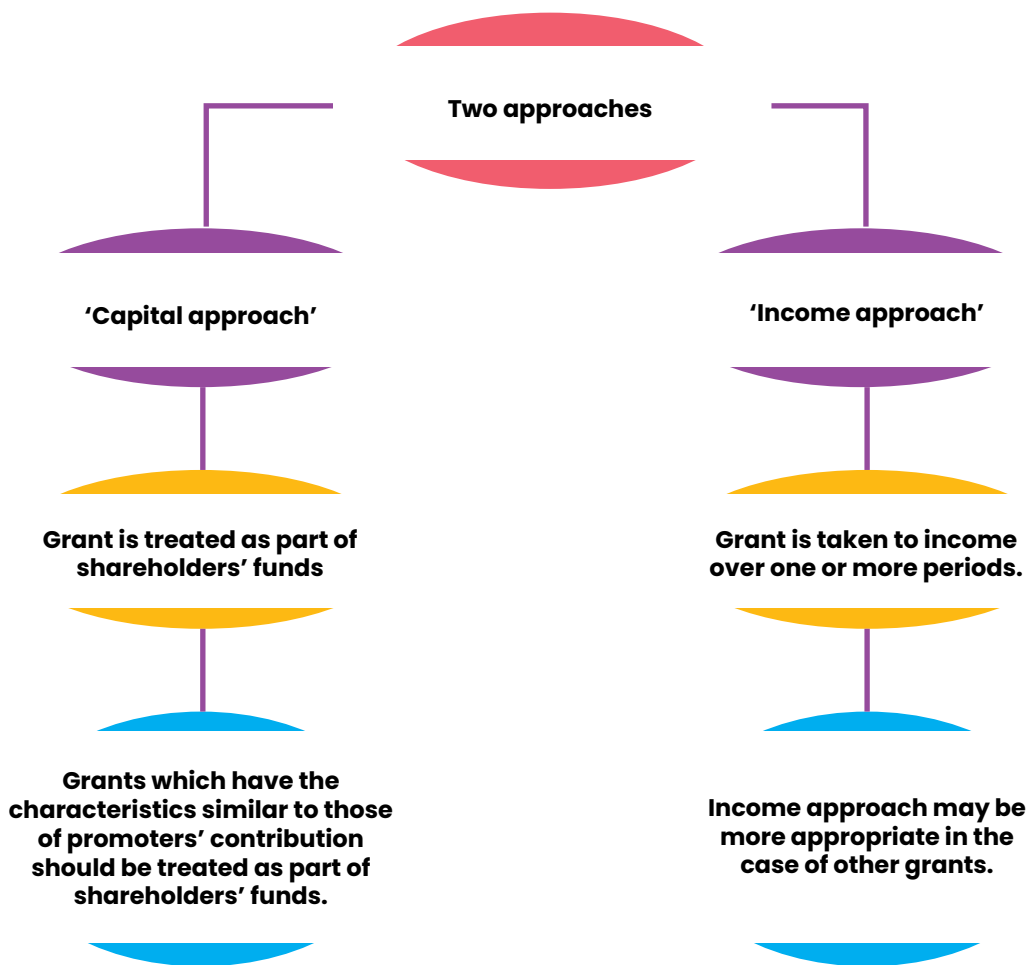 Two approaches
‘Capital approach’
Grant is treated as part of
shareholders’ funds
Grants which have the
characteristics similar to those
of promoters’ contribution
should be treated as part of
shareholders’ funds.
‘Income approach’
Grant is taken to income
over one or more periods.
Income approach may be
more appropriate in the
case of other grants.